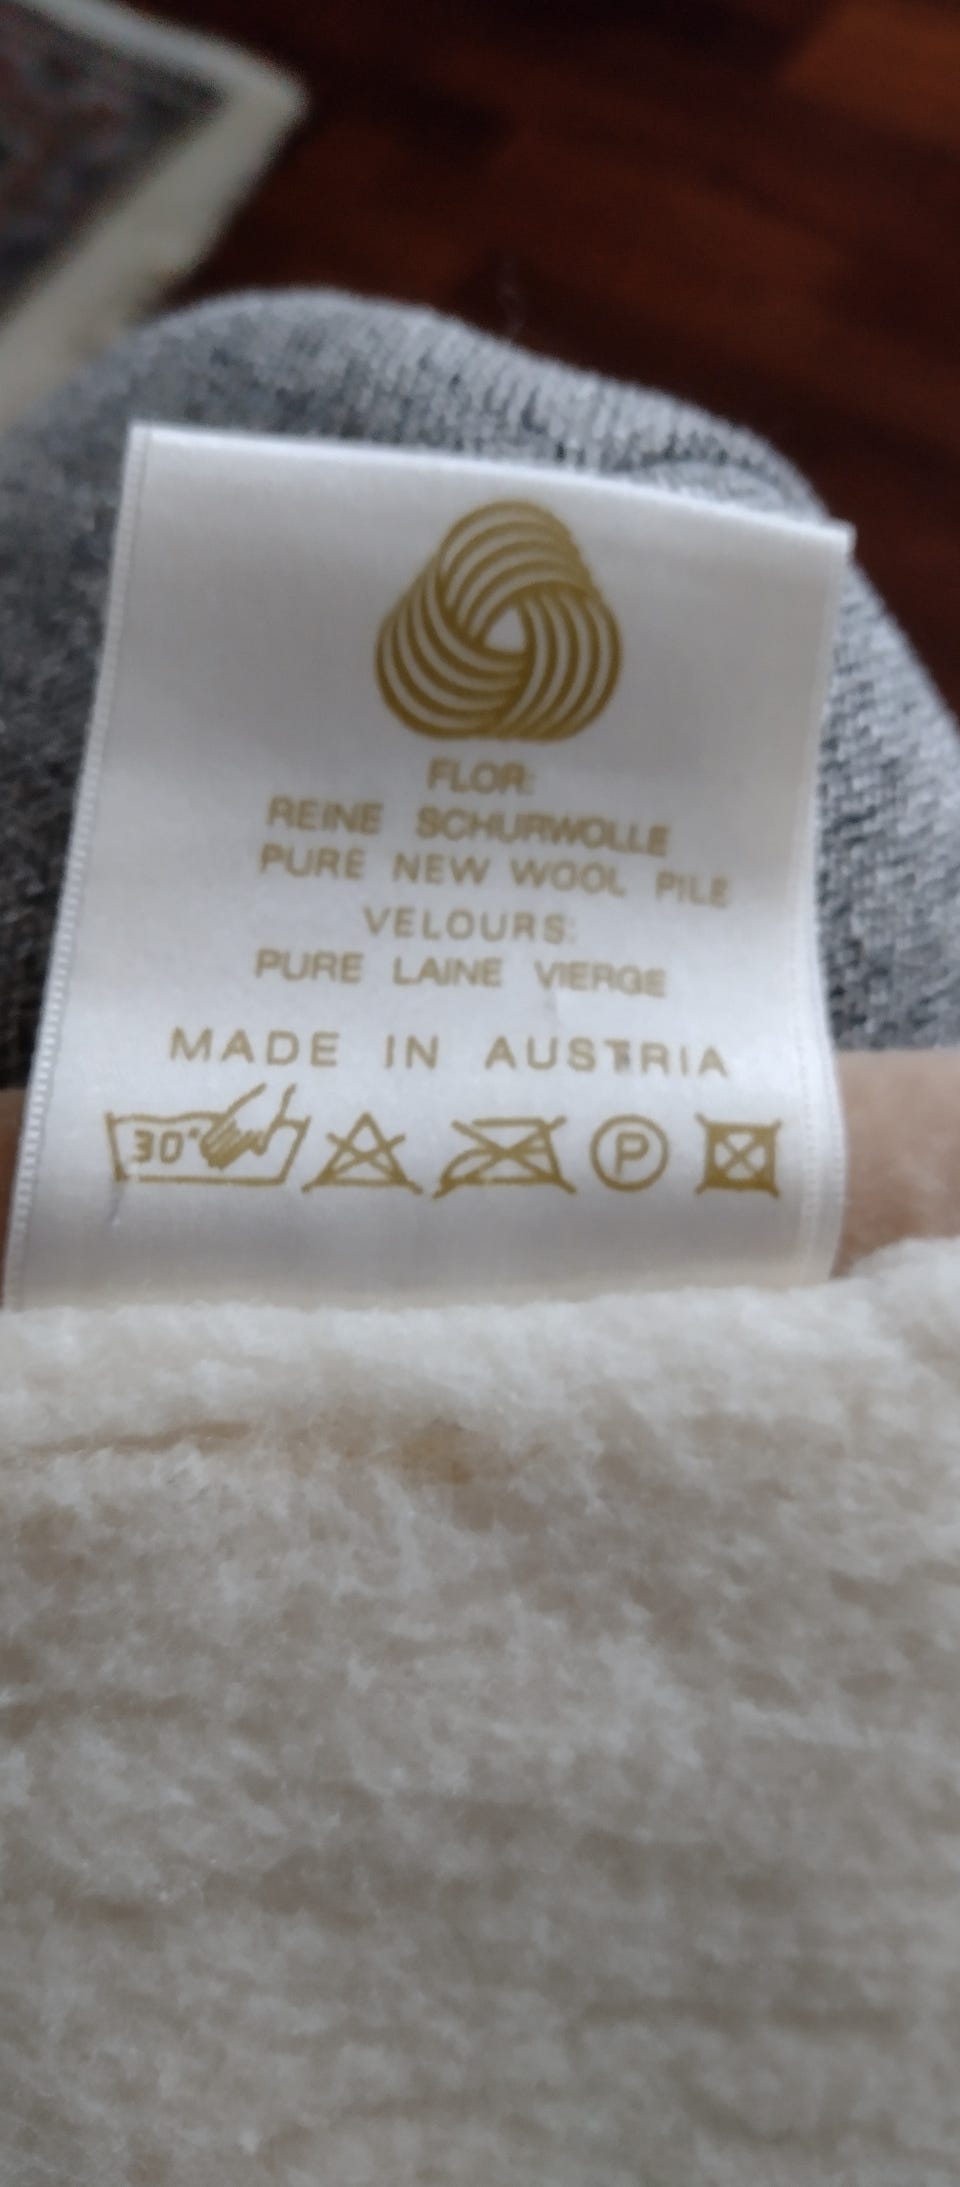 FLOR:
REINE SCHURWOLLE
PURE NEW WOOL PILE
VELOURS:
PURE LAINE VIERGE
MADE IN AUSTRIA
30° P